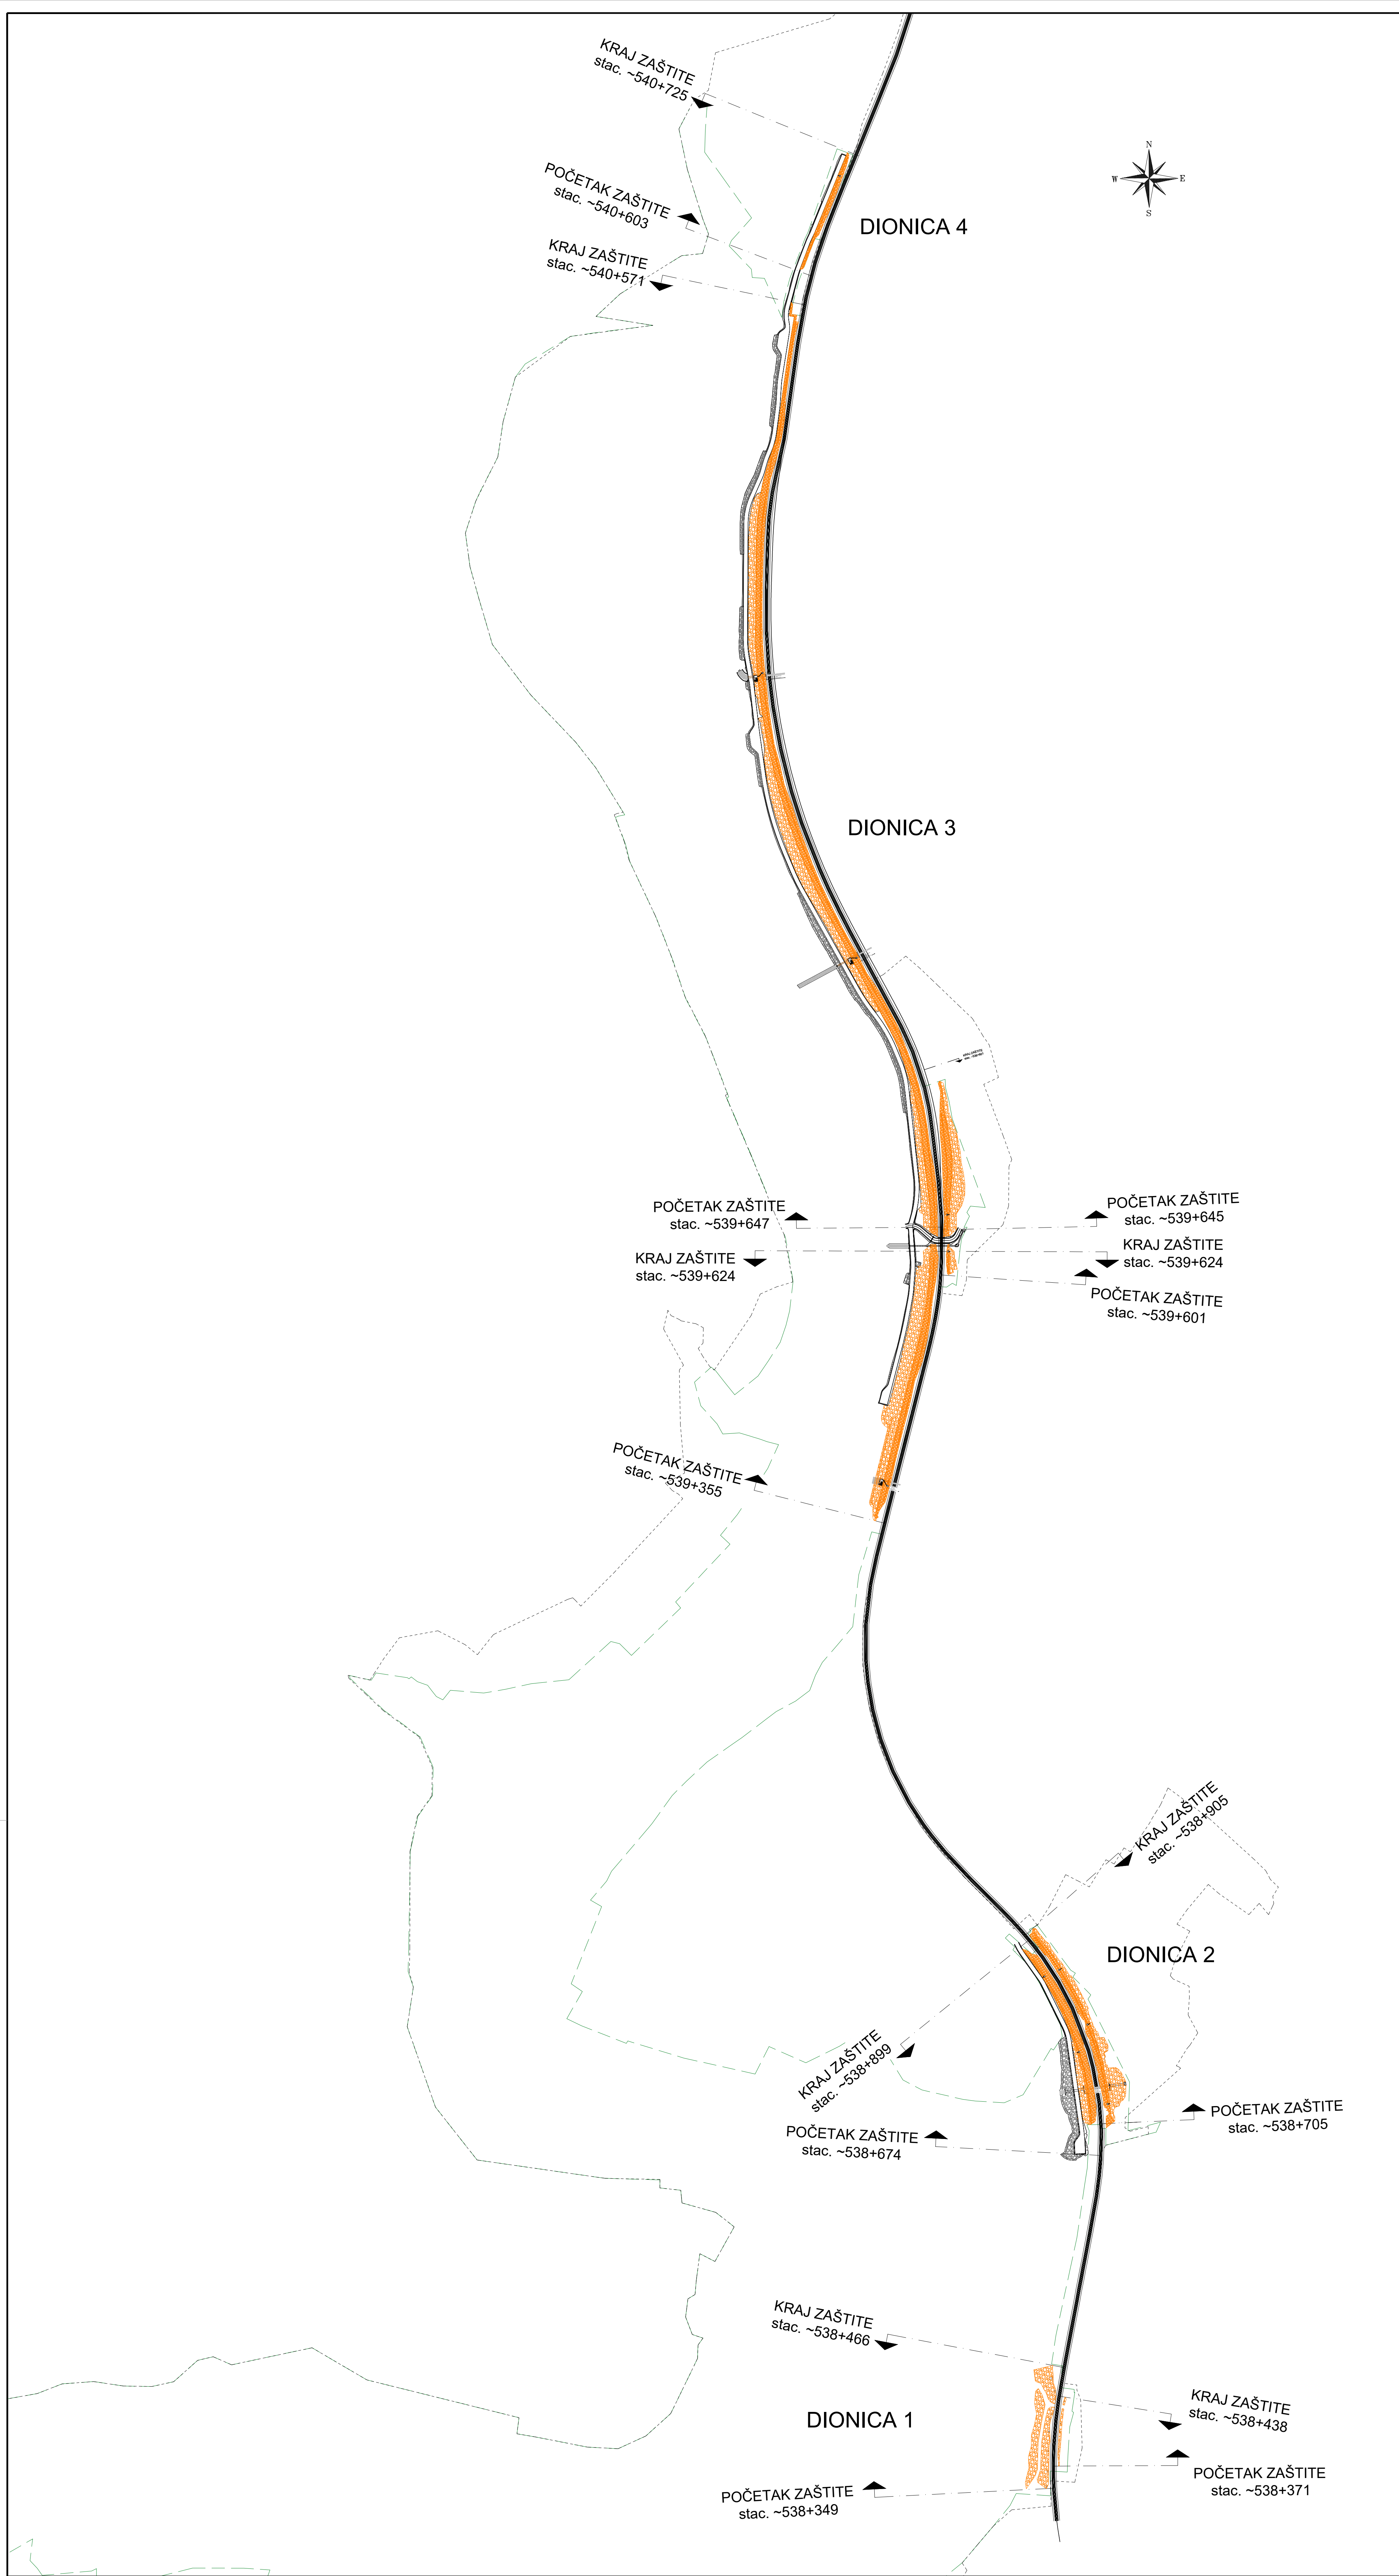 KRAJ ZAŠTITE
stac. ~540+725
N
W
E
S
POČETAK ZAŠTITE
stac. ~540+603
DIONICA 4
KRAJ ZAŠTITE
stac. ~540+571
DIONICA 3
POČETAK ZAŠTITE
stac. ~539+647
POČETAK ZAŠTITE
stac. ~539+645
KRAJ ZAŠTITE
stac. ~539+624
KRAJ ZAŠTITE
stac. ~539+624
POČETAK ZAŠTITE
stac. ~539+601
POČETAK ZAŠTITE
stac. ~539+355
KRAJ ZAŠTITE
stac. ~538+905
DIONICA 2
KRAJ ZAŠTITE
stac. ~538+899
POČETAK ZAŠTITE
stac. ~538+705
POČETAK ZAŠTITE
stac. ~538+674
KRAJ ZAŠTITE
stac. ~538+466
KRAJ ZAŠTITE
stac. ~538+438
DIONICA 1
POČETAK ZAŠTITE
stac. ~538+371
POČETAK ZAŠTITE
stac. ~538+349